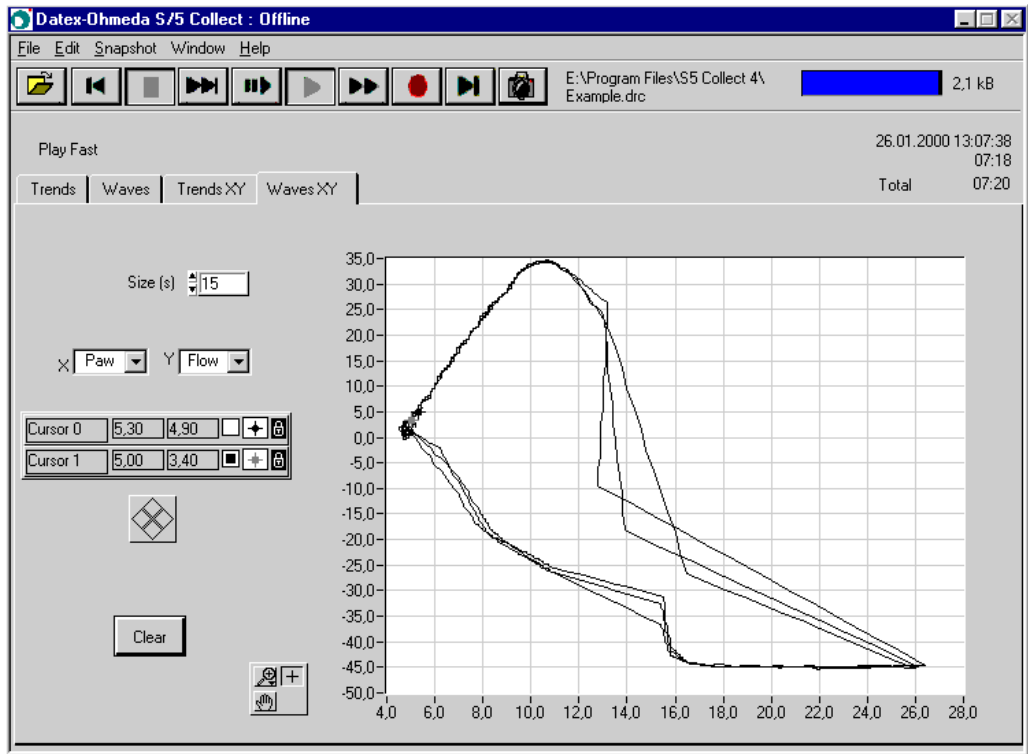 Datex-Ohmeda S/5 Collect : Offline
File Edit Snapshot Window Help
E:\Program Files\S5 Collect 4\
Example.drc
2,1 kB
Play Fast
26.01.2000 13:07:38
07:18
Total 07:20
Trends Waves Trends XY Waves XY
Size (s) 15
X Paw Y Flow
Cursor 0 5,30 4,90
Cursor 1 5,00 3,40
Clear
35,0
30,0
25,0
20,0
15,0
10,0
5,0
0,0
-5,0
-10,0
-15,0
-20,0
-25,0
-30,0
-35,0
-40,0
-45,0
-50,0
4,0 6,0 8,0 10,0 12,0 14,0 16,0 18,0 20,0 22,0 24,0 26,0 28,0